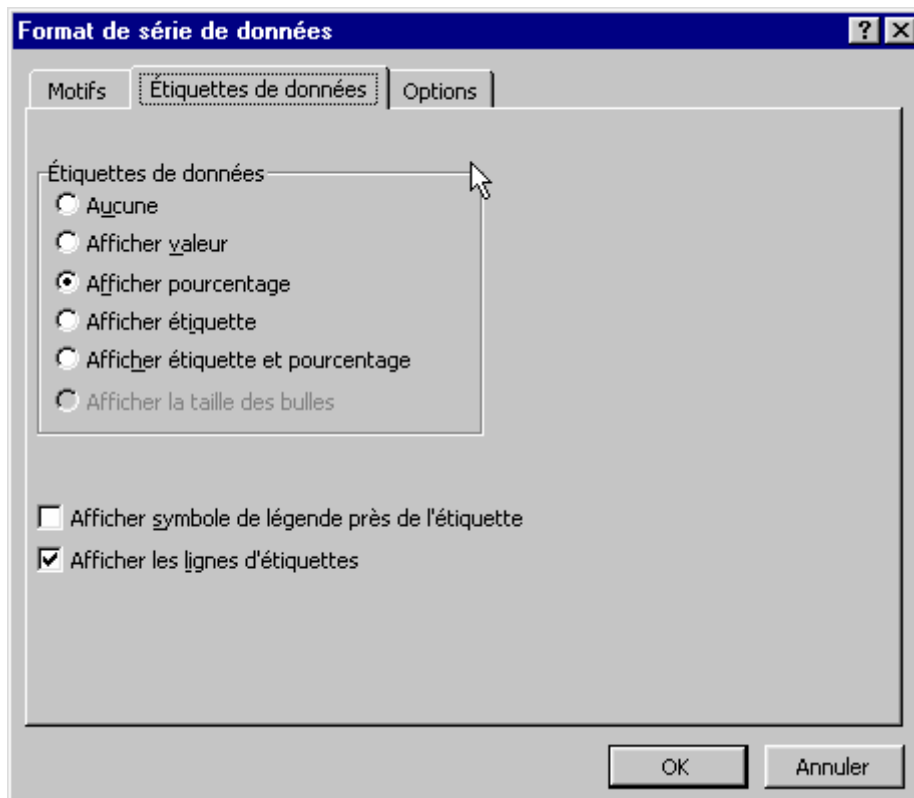 Format de série de données
Motifs Étiquettes de données Options
Étiquettes de données
Aucune
Afficher valeur
Afficher pourcentage
Afficher étiquette
Afficher étiquette et pourcentage
Afficher la taille des bulles
Afficher symbole de légende près de l'étiquette
Afficher les lignes d'étiquettes
OK Annuler